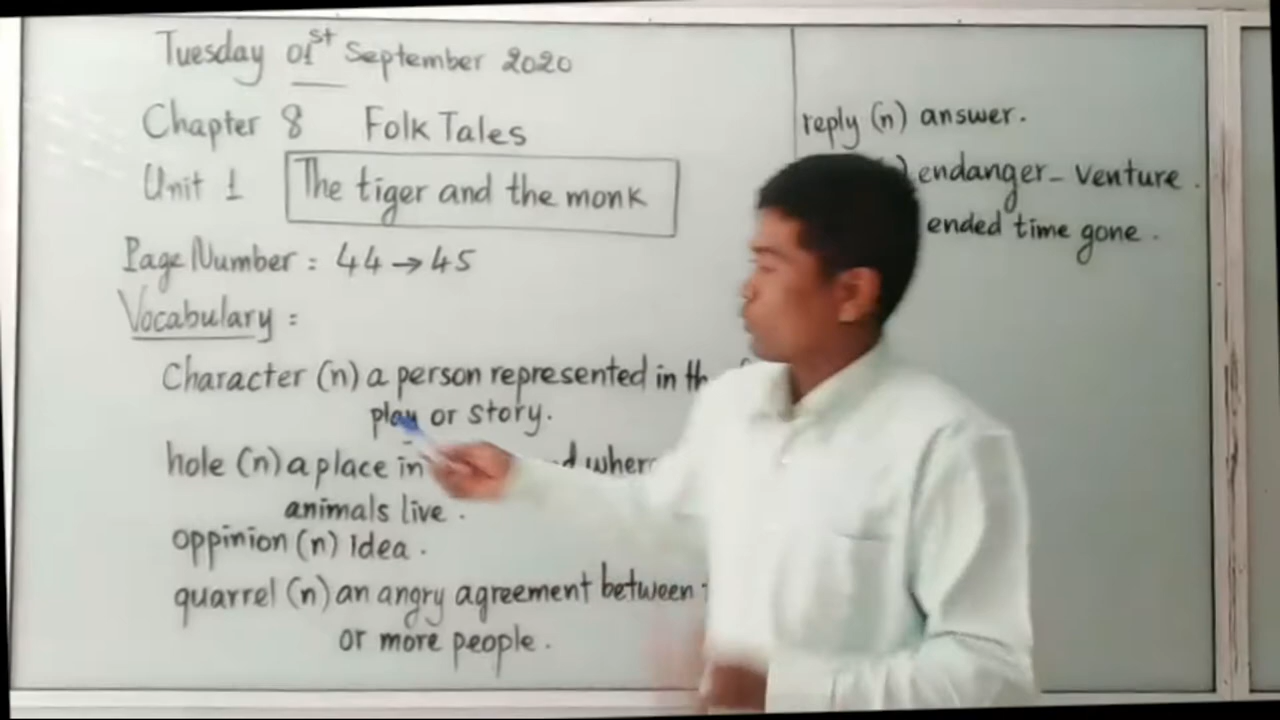 Tuesday 01st September 2020
Chapter 8 Folk Tales
Unit 1 The tiger and the monk
Page Number : 44 → 45
Vocabulary :
Character (n) a person represented in
play or story.
hole (n) a place in
animals live .
oppinion (n) Idea .
quarrel (n) an angry agreement between
or more people .
reply (n) answer .
endanger - venture .
ended time gone .